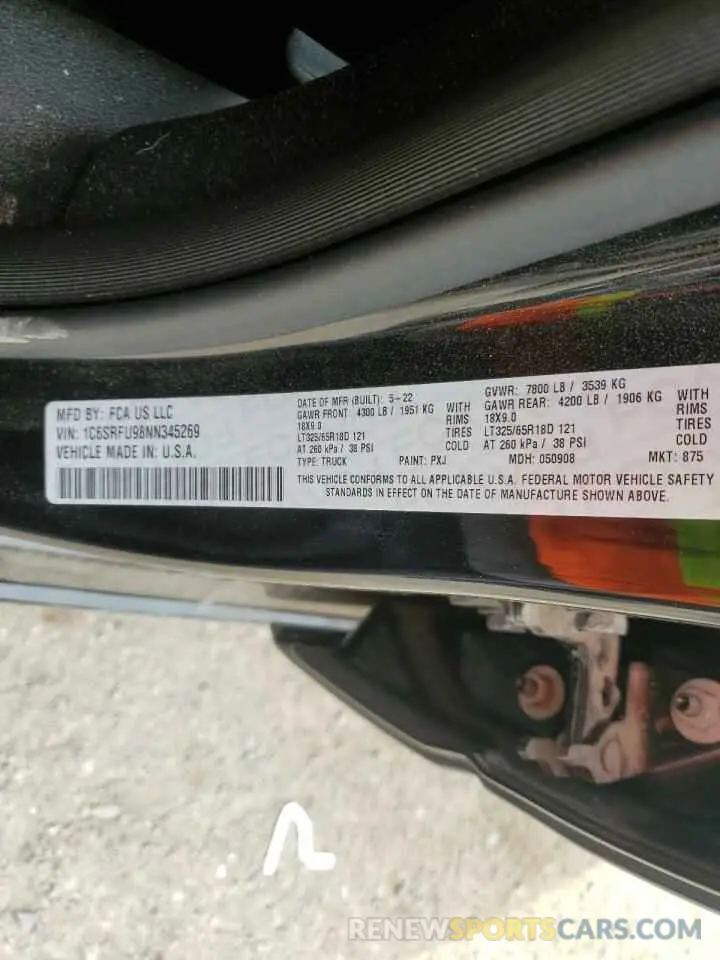 MFD BY: FCA US LLC
VIN: 1C6SRFU98NN345269
VEHICLE MADE IN: U.S.A.
DATE OF MFR (BUILT): 5-22
GAWR FRONT: 4300 LB / 1951 KG WITH
18X9.0 RIMS
LT325/65R18D 121 TIRES
AT 260 kPa / 38 PSI COLD
TYPE: TRUCK PAINT: PXJ
GVWR: 7800 LB / 3539 KG
GAWR REAR: 4200 LB / 1906 KG WITH
18X9.0 RIMS
LT325/65R18D 121 TIRES
AT 260 kPa / 38 PSI COLD
MDH: 050908 MKT: 875
THIS VEHICLE CONFORMS TO ALL APPLICABLE U.S.A. FEDERAL MOTOR VEHICLE SAFETY
STANDARDS IN EFFECT ON THE DATE OF MANUFACTURE SHOWN ABOVE.
RENEWSPORTSCARS.COM